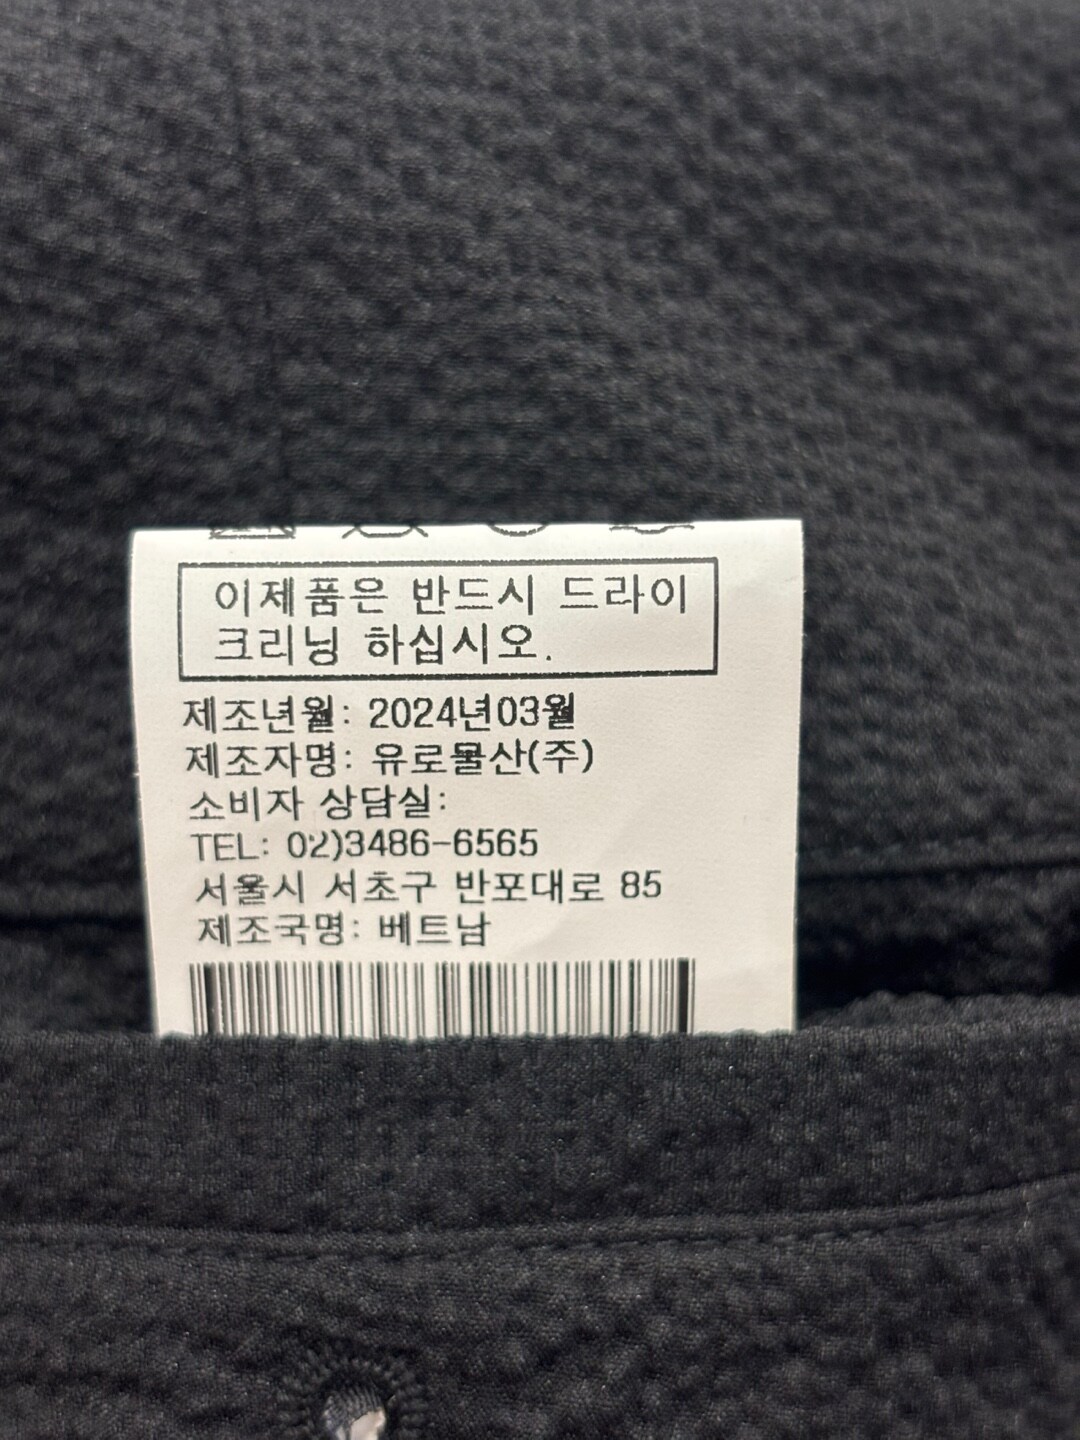 이제품은 반드시 드라이
크리닝 하십시오.
제조년월: 2024년03월
제조자명: 유로물산(주)
소비자 상담실:
TEL: 02)3486-6565
서울시 서초구 반포대로 85
제조국명: 베트남